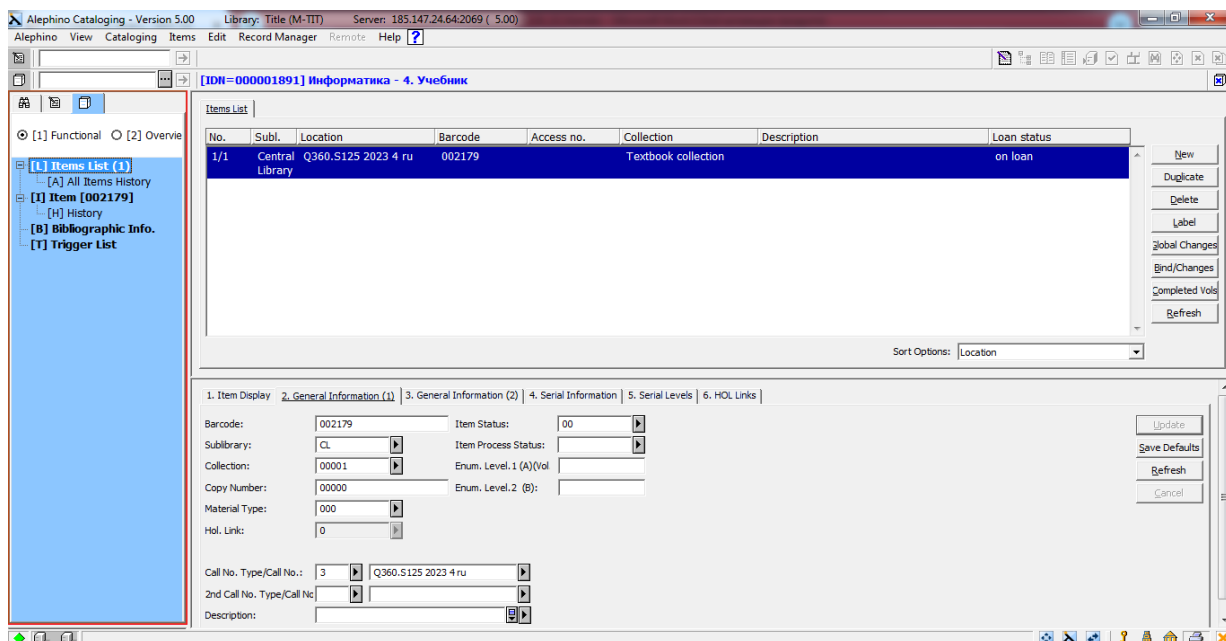 Alephino Cataloging - Version 5.00 Library: Title (M-TIT) Server: 185.147.24.64:2069 ( 5.00)
Alephino View Cataloging Items Edit Record Manager Remote Help ?
[IDN=000001891] Информатика - 4. Учебник
[1] Functional [2] Overvie
[L] Items List (1)
[A] All Items History
[I] Item [002179]
[H] History
[B] Bibliographic Info.
[T] Trigger List
Items List
No. Subl. Location Barcode Access no. Collection Description Loan status
1/1 Central Library Q360.S125 2023 4 ru 002179 Textbook collection on loan
New
Duplicate
Delete
Label
Global Changes
Bind/Changes
Completed Vols
Refresh
Sort Options: Location
1. Item Display 2. General Information (1) 3. General Information (2) 4. Serial Information 5. Serial Levels 6. HOL Links
Barcode: 002179 Item Status: 00
Sublibrary: CL Item Process Status:
Collection: 00001 Enum. Level.1 (A)(Vol
Copy Number: 00000 Enum. Level.2 (B):
Material Type: 000
Hol. Link: 0
Call No. Type/Call No.: 3 Q360.S125 2023 4 ru
2nd Call No. Type/Call Nc
Description:
Update
Save Defaults
Refresh
Cancel